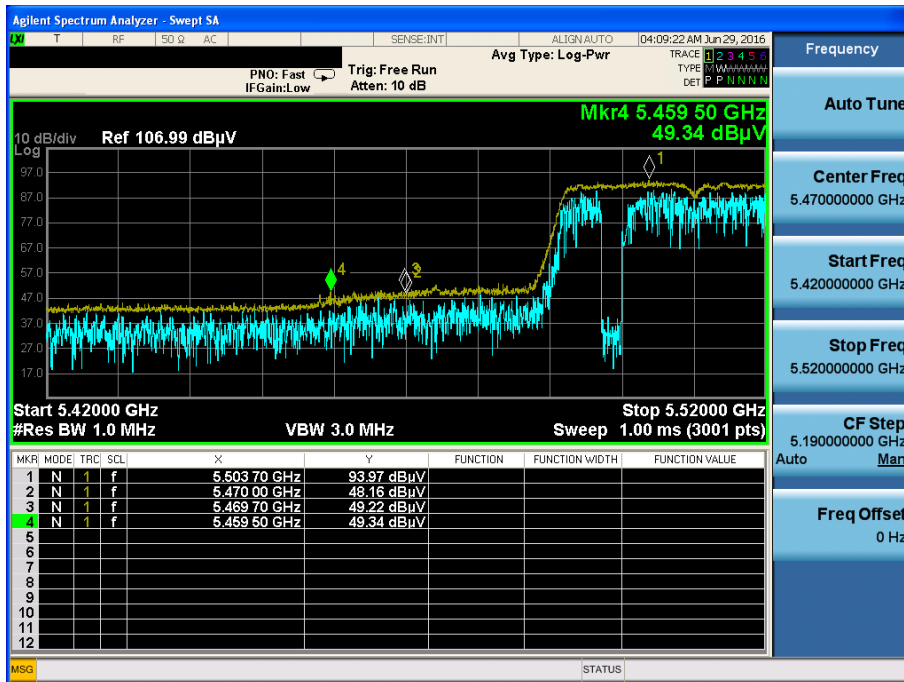 Agilent Spectrum Analyzer - Swept SA
LXI T RF 50 Ω AC SENSE:INT ALIGN AUTO 04:09:22 AM Jun 29, 2016
PNO: Fast
IFGain:Low
Trig: Free Run
Atten: 10 dB
Avg Type: Log-Pwr
TRACE 1 2 3 4 5 6
TYPE M WWWWW
DET P P N N N N
Mkr4 5.459 50 GHz
49.34 dBµV
10 dB/div Ref 106.99 dBµV
Log
97.0
87.0
77.0
67.0
57.0
47.0
37.0
27.0
17.0
1
4
3
2
Start 5.42000 GHz Stop 5.52000 GHz
#Res BW 1.0 MHz VBW 3.0 MHz Sweep 1.00 ms (3001 pts)
MKR MODE TRC SCL X Y FUNCTION FUNCTION WIDTH FUNCTION VALUE
1 N 1 f 5.503 70 GHz 93.97 dBµV
2 N 1 f 5.470 00 GHz 48.16 dBµV
3 N 1 f 5.469 70 GHz 49.22 dBµV
4 N 1 f 5.459 50 GHz 49.34 dBµV
5
6
7
8
9
10
11
12
MSG STATUS
Frequency
Auto Tune
Center Freq
5.470000000 GHz
Start Freq
5.420000000 GHz
Stop Freq
5.520000000 GHz
CF Step
5.190000000 GHz
Auto Man
Freq Offset
0 Hz